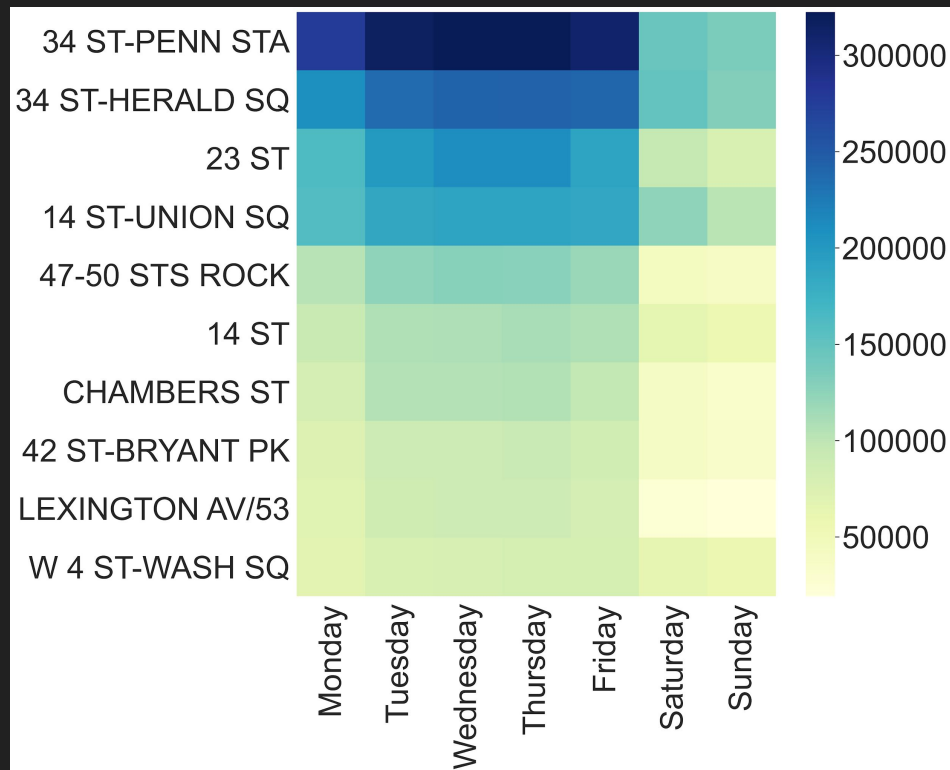 34 ST-PENN STA
34 ST-HERALD SQ
23 ST
14 ST-UNION SQ
47-50 STS ROCK
14 ST
CHAMBERS ST
42 ST-BRYANT PK
LEXINGTON AV/53
W 4 ST-WASH SQ
Monday
Tuesday
Wednesday
Thursday
Friday
Saturday
Sunday
300000
250000
200000
150000
100000
50000